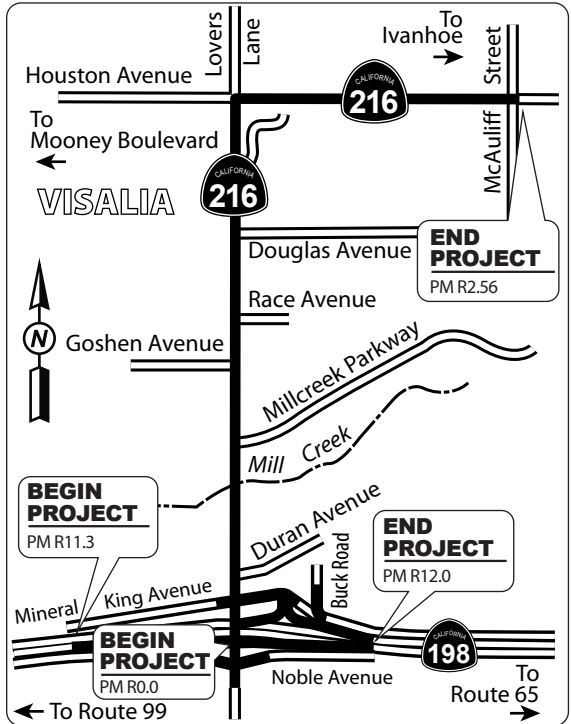 To
Ivanhoe
Lovers
Lane
Street
McAuliff
Houston Avenue
CALIFORNIA
216
To
Mooney Boulevard
CALIFORNIA
216
VISALIA
Douglas Avenue
END
PROJECT
PM R2.56
Race Avenue
N
Goshen Avenue
Millcreek Parkway
Mill Creek
BEGIN
PROJECT
PM R11.3
Duran Avenue
END
PROJECT
PM R12.0
Buck Road
Mineral King Avenue
BEGIN
PROJECT
PM R0.0
CALIFORNIA
198
Noble Avenue
To
Route 65
To Route 99